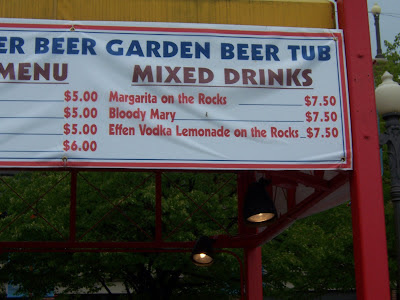 ER BEER GARDEN BEER TUB
MENU MIXED DRINKS
$5.00 Margarita on the Rocks $7.50
$5.00 Bloody Mary $7.50
$5.00 Effen Vodka Lemonade on the Rocks $7.50
$6.00